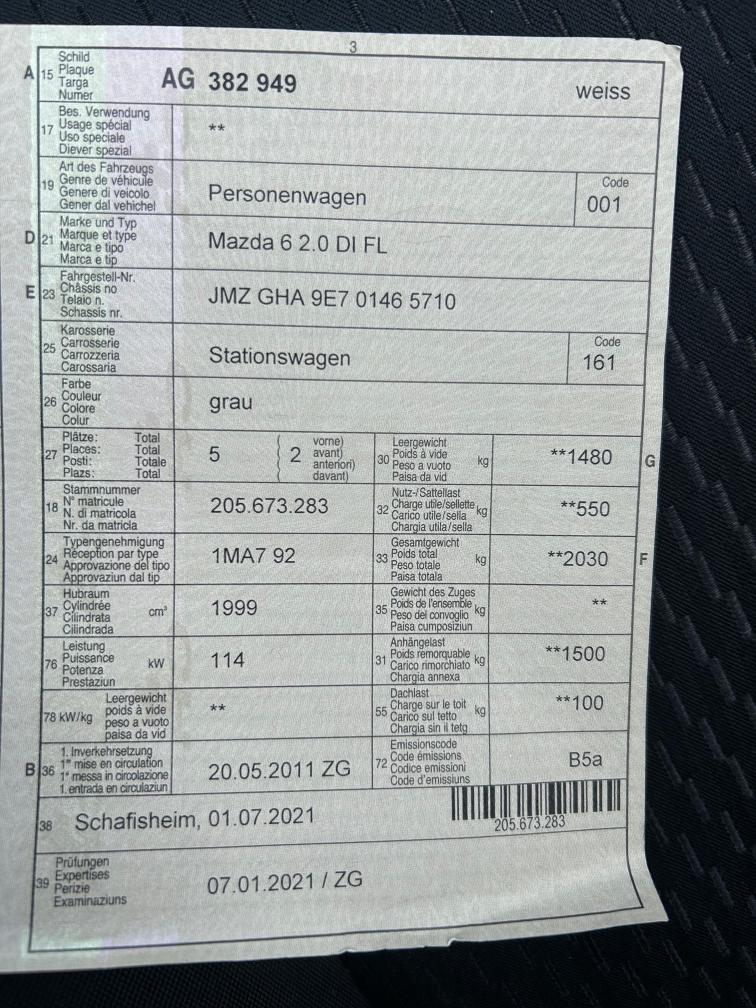 3
A 15 Schild
Plaque
Targa
Numer
AG 382 949 weiss
17 Bes. Verwendung
Usage spécial
Uso speciale
Diever spezial
**
19 Art des Fahrzeugs
Genre de véhicule
Genere di veicolo
Gener dal vehichel
Personenwagen
Code
001
D 21 Marke und Typ
Marque et type
Marca e tipo
Marca e tip
Mazda 6 2.0 DI FL
E 23 Fahrgestell-Nr.
Châssis no
Telaio n.
Schassis nr.
JMZ GHA 9E7 0146 5710
25 Karosserie
Carrosserie
Carrozzeria
Carossaria
Stationswagen
Code
161
26 Farbe
Couleur
Colore
Colur
grau
27 Plätze: Total
Places: Total
Posti: Totale
Plazs: Total
5 ( 2 vorne)
( avant)
( anteriori)
( davant)
30 Leergewicht
Poids à vide
Peso a vuoto
Paisa da vid
kg
**1480 G
18 Stammnummer
N° matricule
N. di matricola
Nr. da matricla
205.673.283
32 Nutz-/Sattellast
Charge utile/sellette
Carico utile/sella
Chargia utila/sella
kg
**550
24 Typengenehmigung
Réception par type
Approvazione del tipo
Approvaziun dal tip
1MA7 92
33 Gesamtgewicht
Poids total
Peso totale
Paisa totala
kg
**2030 F
37 Hubraum
Cylindrée
Cilindrata
Cilindrada
cm³
1999
35 Gewicht des Zuges
Poids de l'ensemble
Peso del convoglio
Paisa cumposiziun
kg
**
76 Leistung
Puissance
Potenza
Prestaziun
kW
114
31 Anhängelast
Poids remorquable
Carico rimorchiato
Chargia annexa
kg
**1500
78 kW/kg Leergewicht
poids à vide
peso a vuoto
paisa da vid
**
55 Dachlast
Charge sur le toit
Carico sul tetto
Chargia sin il tetg
kg
**100
B 36 1. Inverkehrsetzung
1re mise en circulation
1a messa in circolazione
1. entrada en circulaziun
20.05.2011 ZG
72 Emissionscode
Code émissions
Codice emissioni
Code d'emissiuns
B5a
38 Schafisheim, 01.07.2021
205.673.283
39 Prüfungen
Expertises
Perizie
Examinaziuns
07.01.2021 / ZG